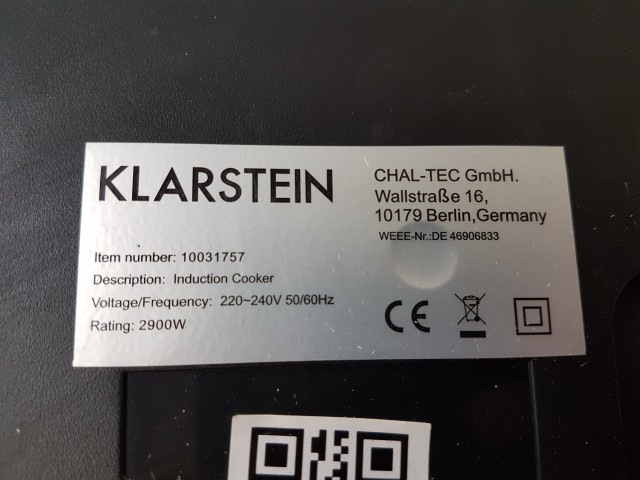 KLARSTEIN
CHAL-TEC GmbH.
Wallstraße 16,
10179 Berlin,Germany
WEEE-Nr.:DE 46906833
Item number: 10031757
Description: Induction Cooker
Voltage/Frequency: 220~240V 50/60Hz
Rating: 2900W
CE